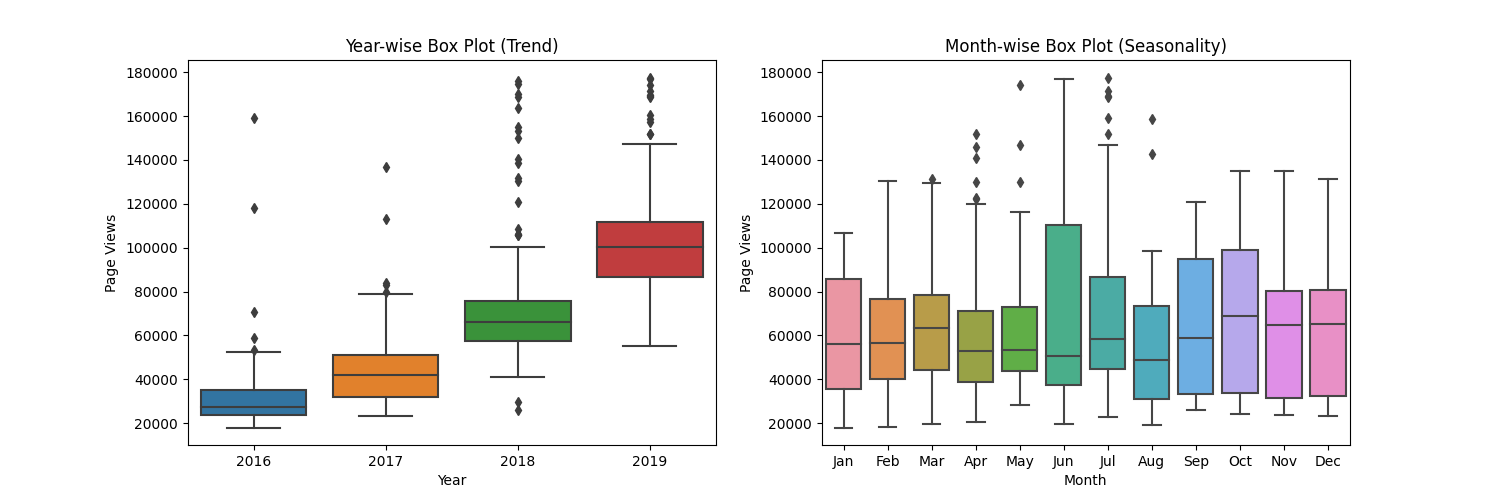 Year-wise Box Plot (Trend)
180000
160000
140000
120000
100000
80000
60000
40000
20000
Page Views
2016 2017 2018 2019
Year
Month-wise Box Plot (Seasonality)
180000
160000
140000
120000
100000
80000
60000
40000
20000
Page Views
Jan Feb Mar Apr May Jun Jul Aug Sep Oct Nov Dec
Month